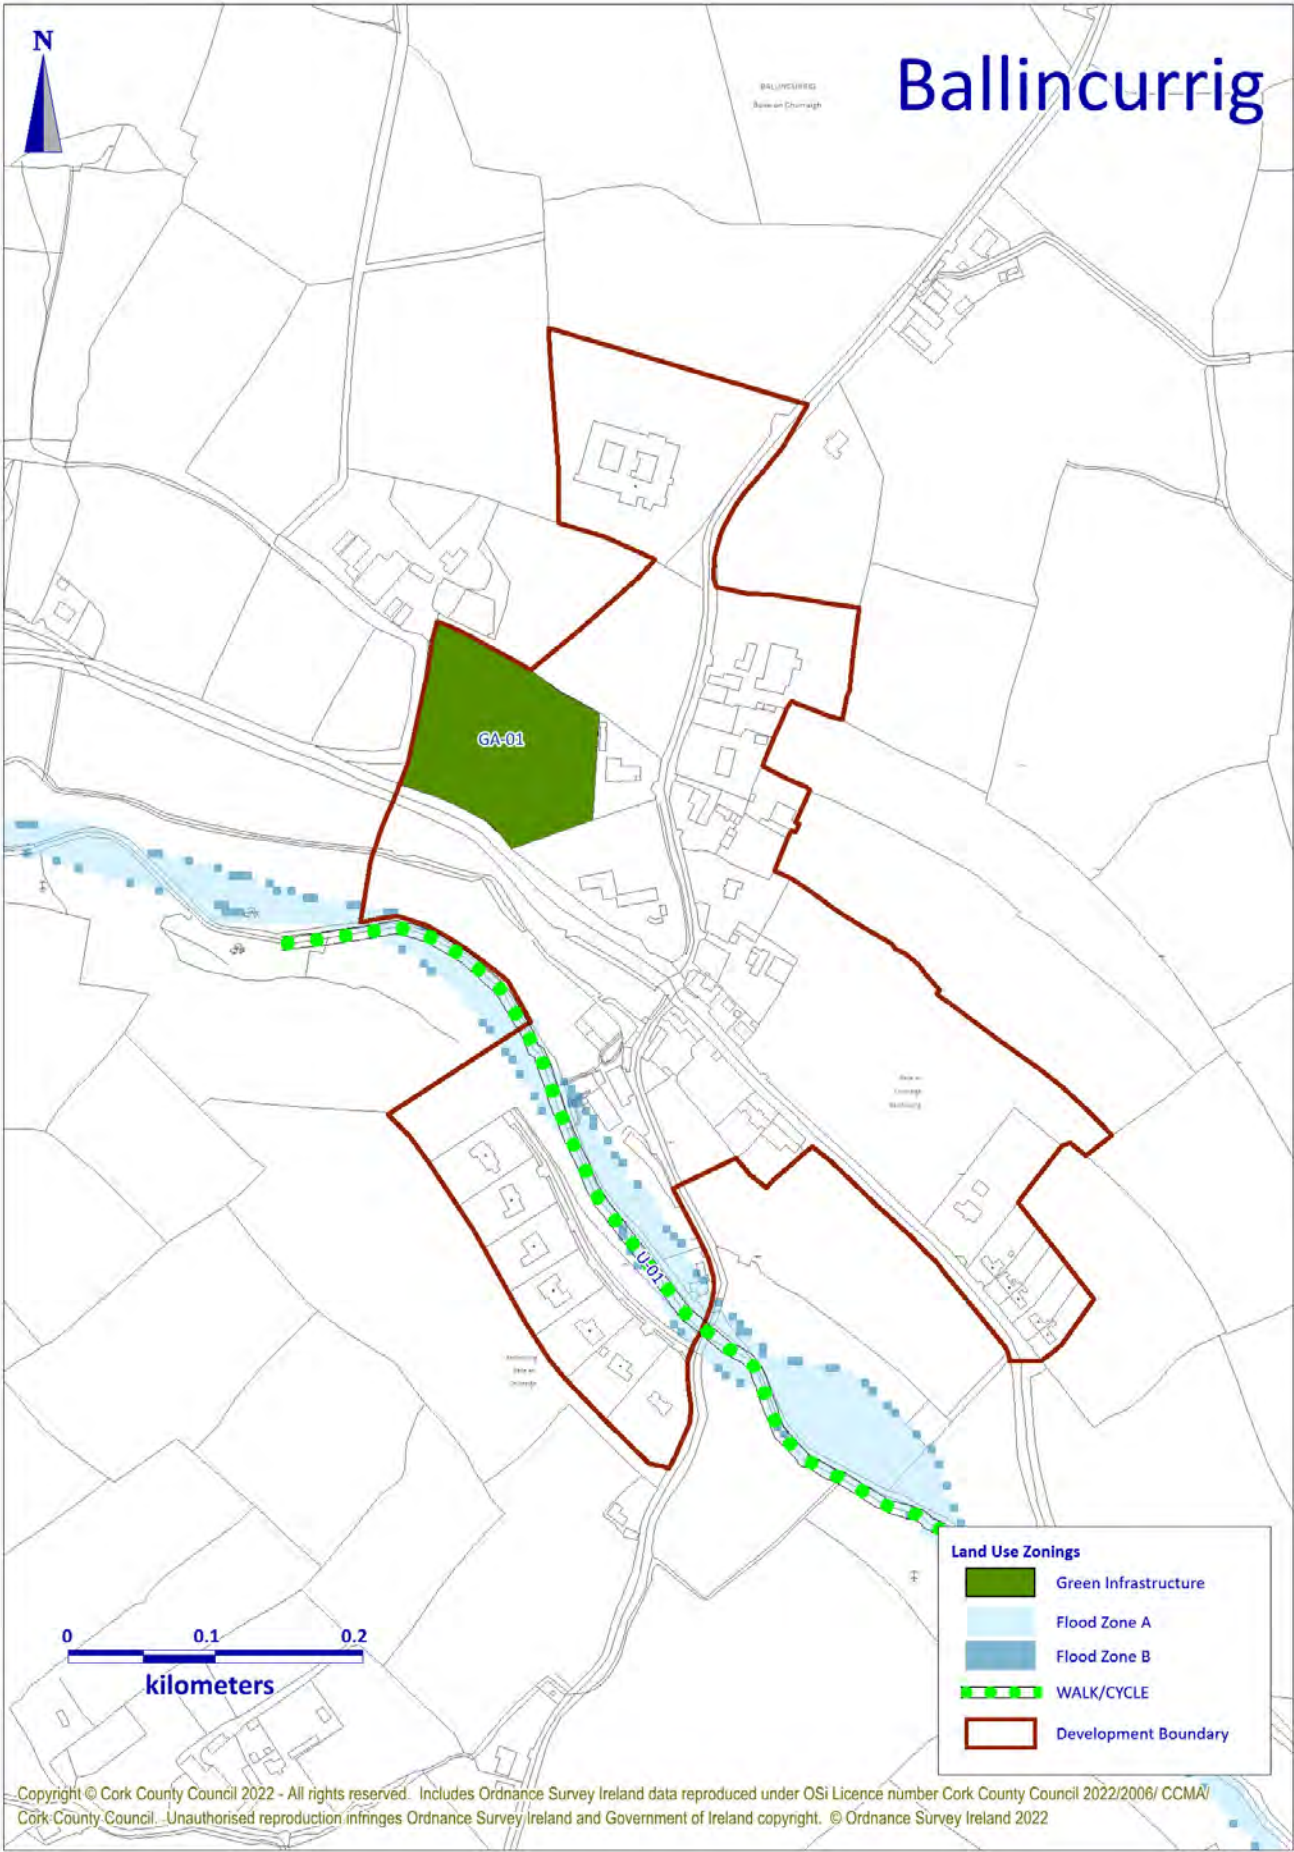 N
Ballincurrig
BALLINCURRIG
GA-01
U-01
Land Use Zonings
Green Infrastructure
Flood Zone A
Flood Zone B
WALK/CYCLE
Development Boundary
0 0.1 0.2
kilometers
Copyright © Cork County Council 2022 - All rights reserved. Includes Ordnance Survey Ireland data reproduced under OSi Licence number Cork County Council 2022/2006/ CCMA/
Cork County Council. Unauthorised reproduction infringes Ordnance Survey Ireland and Government of Ireland copyright. © Ordnance Survey Ireland 2022